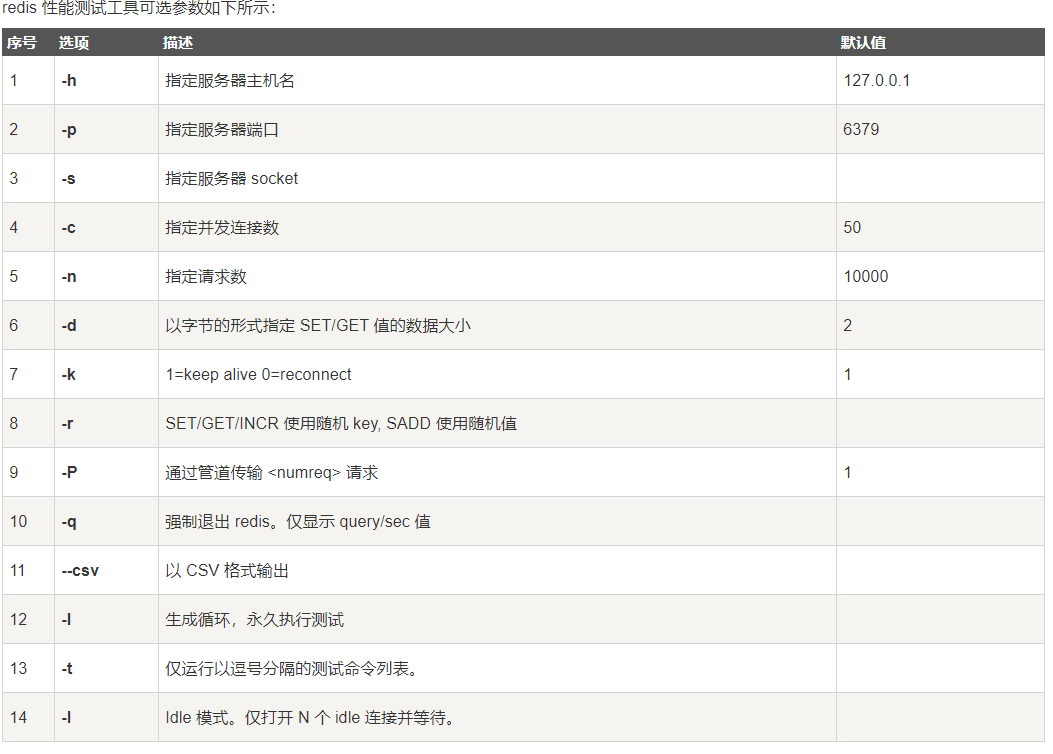 redis 性能测试工具可选参数如下所示：
序号 选项 描述 默认值
1 -h 指定服务器主机名 127.0.0.1
2 -p 指定服务器端口 6379
3 -s 指定服务器 socket
4 -c 指定并发连接数 50
5 -n 指定请求数 10000
6 -d 以字节的形式指定 SET/GET 值的数据大小 2
7 -k 1=keep alive 0=reconnect 1
8 -r SET/GET/INCR 使用随机 key, SADD 使用随机值
9 -P 通过管道传输 <numreq> 请求 1
10 -q 强制退出 redis。仅显示 query/sec 值
11 --csv 以 CSV 格式输出
12 -l 生成循环，永久执行测试
13 -t 仅运行以逗号分隔的测试命令列表。
14 -I Idle 模式。仅打开 N 个 idle 连接并等待。